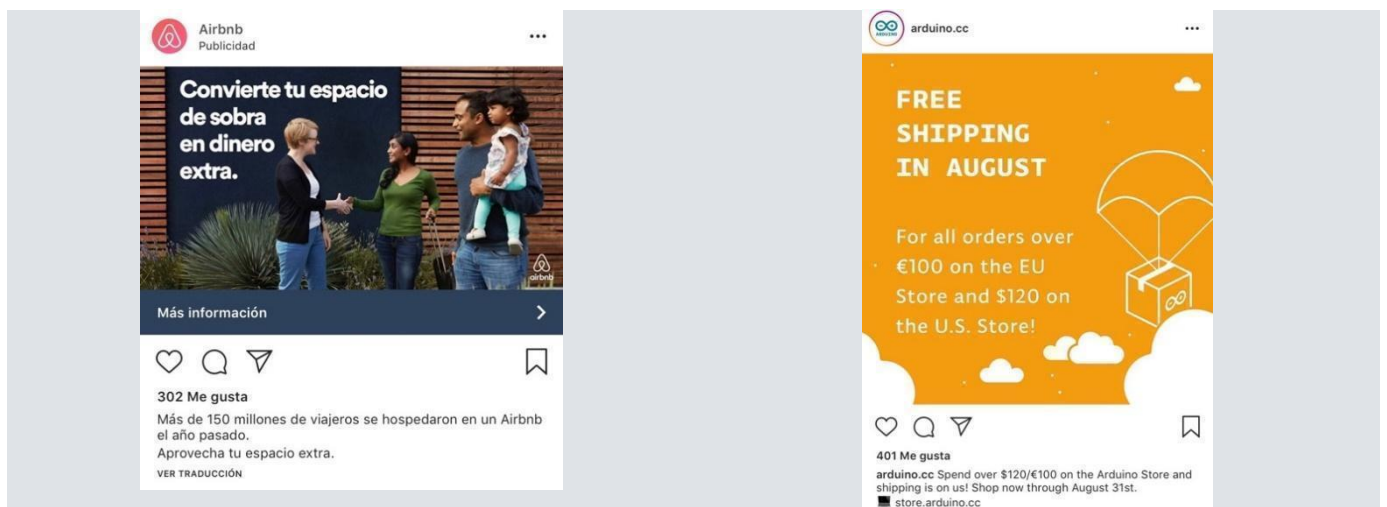 Airbnb
Publicidad
Convierte tu espacio
de sobra
en dinero
extra.
airbnb
Más información
302 Me gusta
Más de 150 millones de viajeros se hospedaron en un Airbnb
el año pasado.
Aprovecha tu espacio extra.
VER TRADUCCIÓN
ARDUINO
arduino.cc
FREE
SHIPPING
IN AUGUST
For all orders over
€100 on the EU
Store and $120 on
the U.S. Store!
401 Me gusta
arduino.cc Spend over $120/€100 on the Arduino Store and
shipping is on us! Shop now through August 31st.
store.arduino.cc